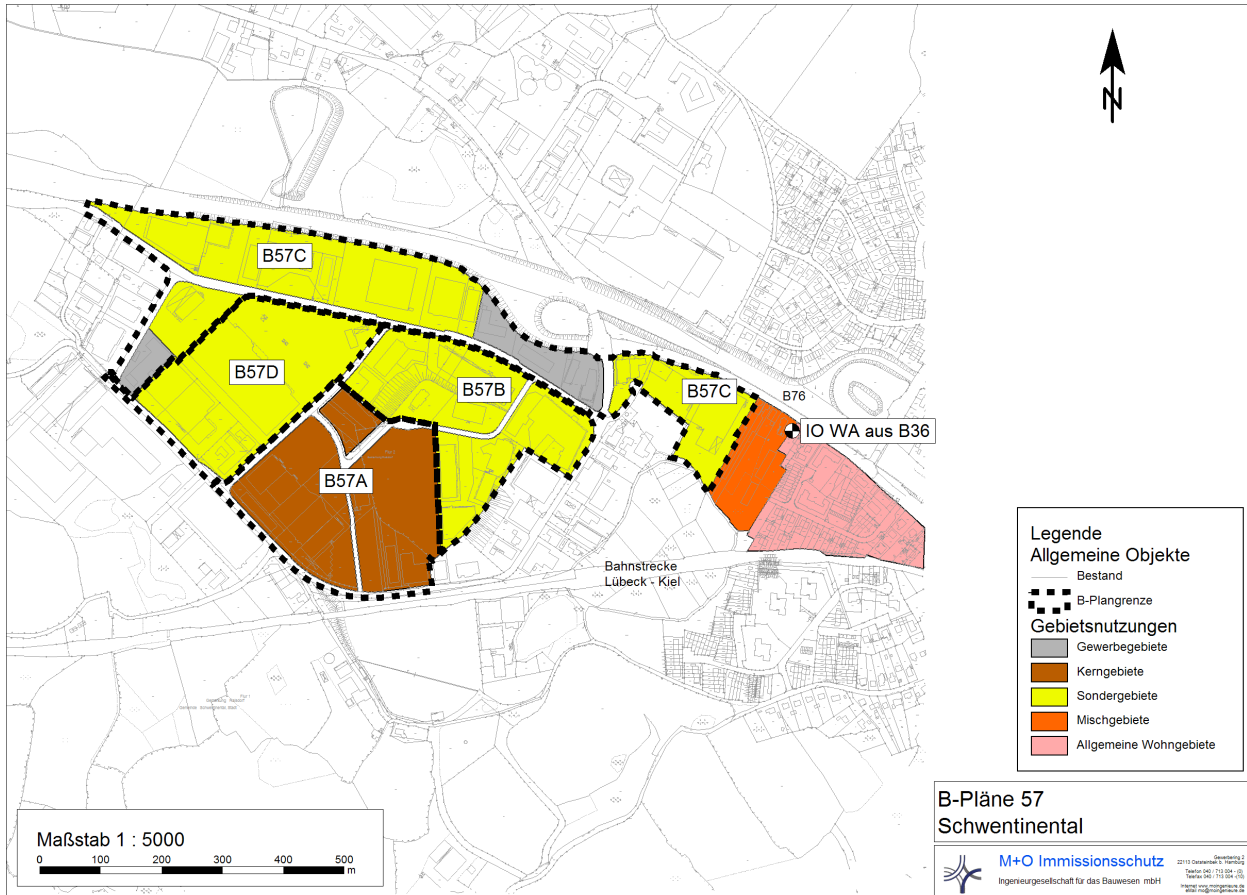 N
B57C
B57D
B57B
B57C
B76
IO WA aus B36
B57A
Bahnstrecke
Lübeck - Kiel
Legende
Allgemeine Objekte
Bestand
B-Plangrenze
Gebietsnutzungen
Gewerbegebiete
Kerngebiete
Sondergebiete
Mischgebiete
Allgemeine Wohngebiete
Maßstab 1 : 5000
0 100 200 300 400 500
m
B-Pläne 57
Schwentinental
M+O Immissionsschutz
Ingenieurgesellschaft für das Bauwesen mbH